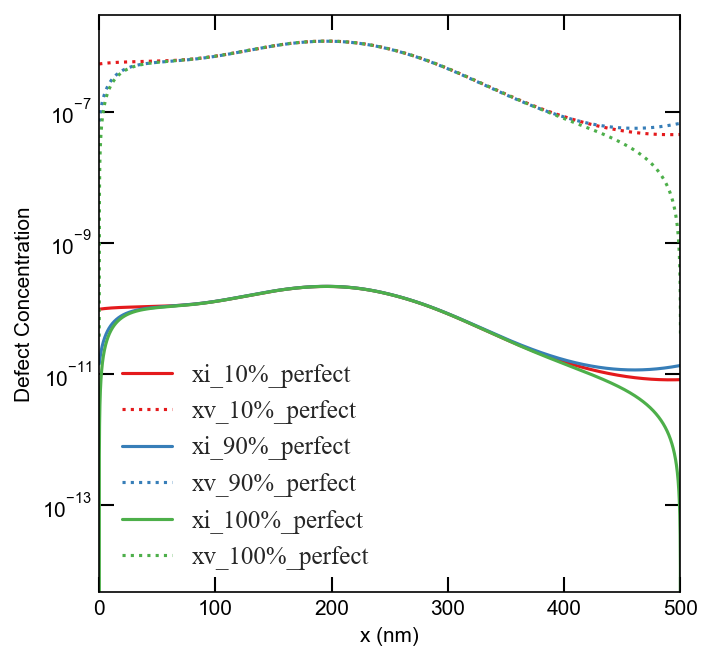 10⁻⁷
10⁻⁹
10⁻¹¹
10⁻¹³
Defect Concentration
xi_10%_perfect
xv_10%_perfect
xi_90%_perfect
xv_90%_perfect
xi_100%_perfect
xv_100%_perfect
0 100 200 300 400 500
x (nm)